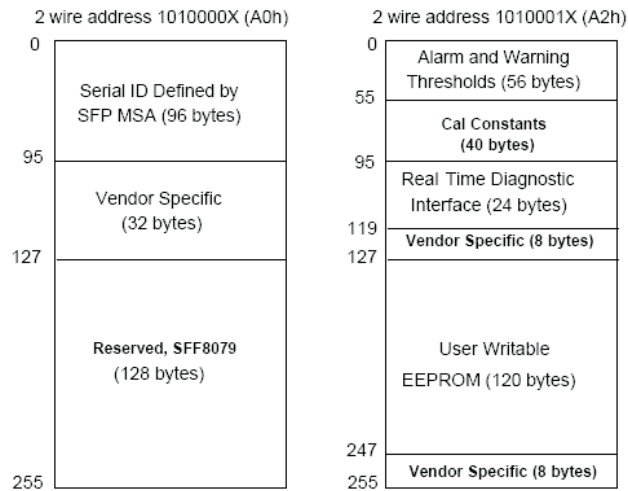 2 wire address 1010000X (A0h)
0
Serial ID Defined by
SFP MSA (96 bytes)
95
Vendor Specific
(32 bytes)
127
Reserved, SFF8079
(128 bytes)
255
2 wire address 1010001X (A2h)
0
Alarm and Warning
Thresholds (56 bytes)
55
Cal Constants
(40 bytes)
95
Real Time Diagnostic
Interface (24 bytes)
119
Vendor Specific (8 bytes)
127
User Writable
EEPROM (120 bytes)
247
Vendor Specific (8 bytes)
255